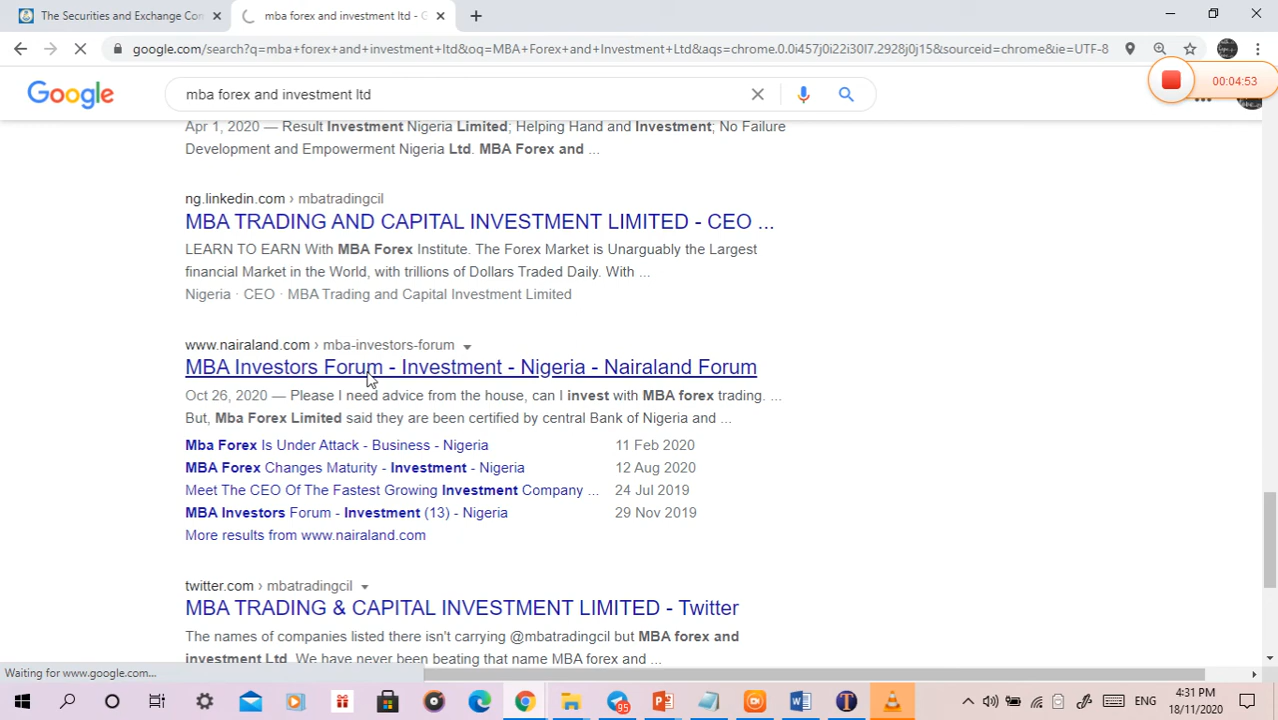 The Securities and Exchange Con
mba forex and investment ltd - G
google.com/search?q=mba+forex+and+investment+ltd&oq=MBA+Forex+and+Investment+Ltd&aqs=chrome.0.0i457j0i22i30l7.2928j0j15&sourceid=chrome&ie=UTF-8
00:04:53
Google
mba forex and investment ltd
Apr 1, 2020 — Result Investment Nigeria Limited; Helping Hand and Investment; No Failure
Development and Empowerment Nigeria Ltd. MBA Forex and ...
ng.linkedin.com › mbatradingcil
MBA TRADING AND CAPITAL INVESTMENT LIMITED - CEO ...
LEARN TO EARN With MBA Forex Institute. The Forex Market is Unarguably the Largest
financial Market in the World, with trillions of Dollars Traded Daily. With ...
Nigeria · CEO · MBA Trading and Capital Investment Limited
www.nairaland.com › mba-investors-forum
MBA Investors Forum - Investment - Nigeria - Nairaland Forum
Oct 26, 2020 — Please I need advice from the house, can I invest with MBA forex trading. ...
But, Mba Forex Limited said they are been certified by central Bank of Nigeria and ...
Mba Forex Is Under Attack - Business - Nigeria 11 Feb 2020
MBA Forex Changes Maturity - Investment - Nigeria 12 Aug 2020
Meet The CEO Of The Fastest Growing Investment Company ... 24 Jul 2019
MBA Investors Forum - Investment (13) - Nigeria 29 Nov 2019
More results from www.nairaland.com
twitter.com › mbatradingcil
MBA TRADING & CAPITAL INVESTMENT LIMITED - Twitter
The names of companies listed there isn't carrying @mbatradingcil but MBA forex and
investment Ltd. We have never been beating that name MBA forex and ...
Waiting for www.google.com...
95
ENG
4:31 PM
18/11/2020